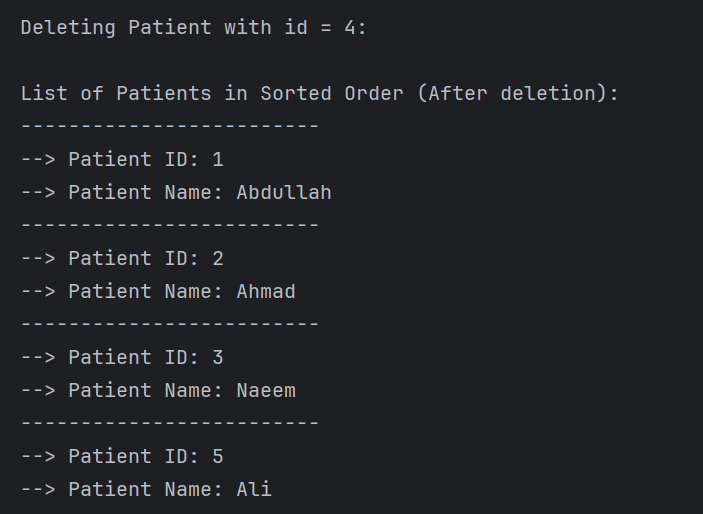 Deleting Patient with id = 4:
List of Patients in Sorted Order (After deletion):
-------------------------
--> Patient ID: 1
--> Patient Name: Abdullah
-------------------------
--> Patient ID: 2
--> Patient Name: Ahmad
-------------------------
--> Patient ID: 3
--> Patient Name: Naeem
-------------------------
--> Patient ID: 5
--> Patient Name: Ali